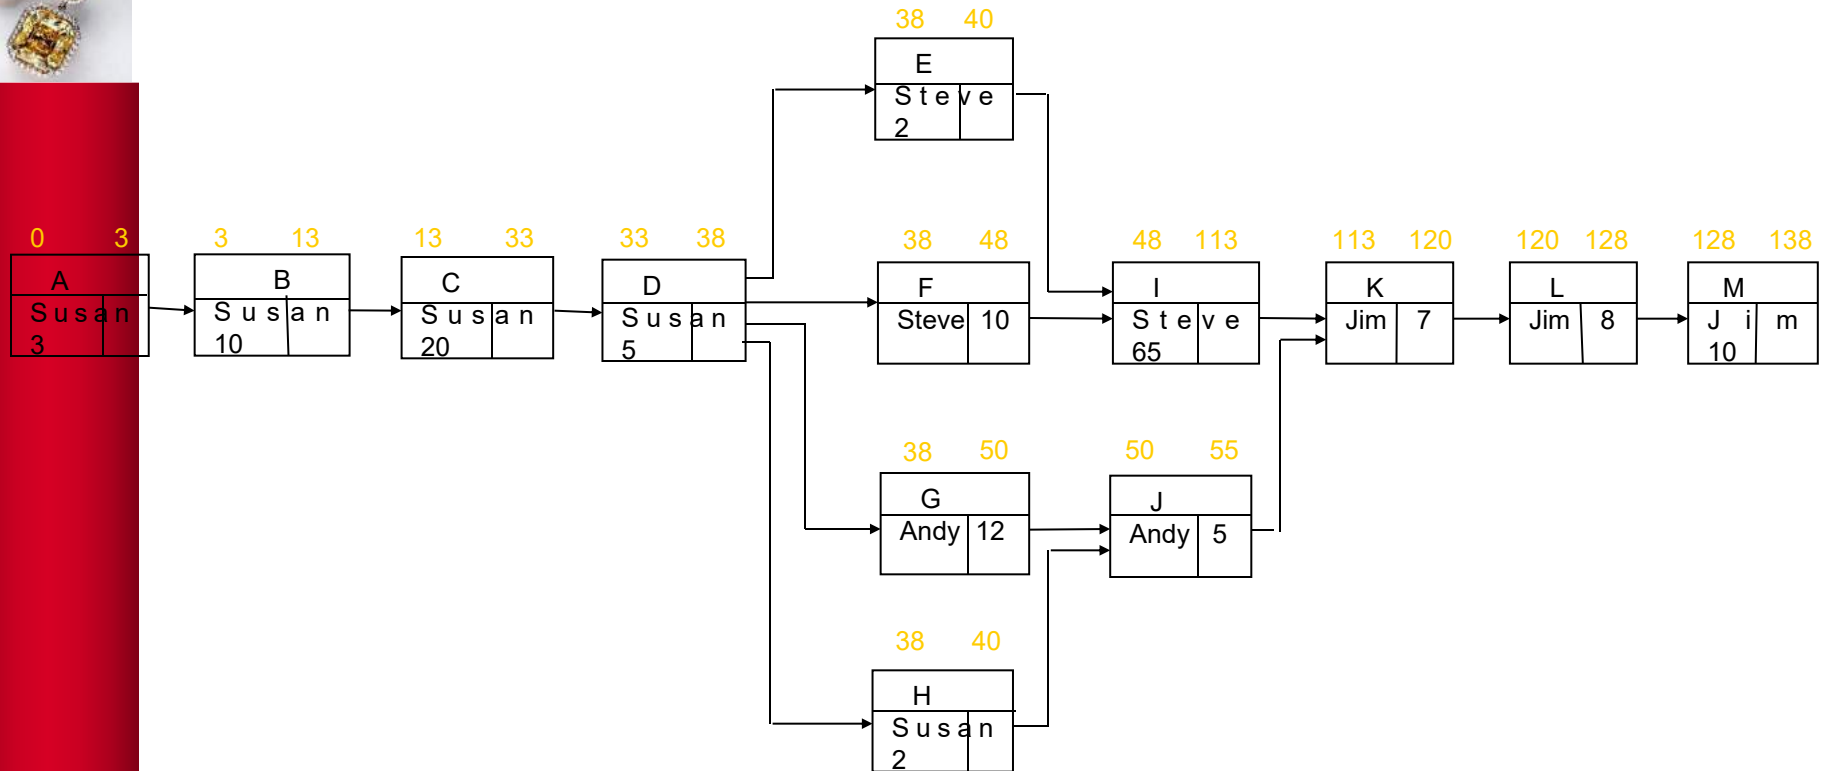 38 40
E
Steve
2
0 3
A
Susan
3
3 13
B
Susan
10
13 33
C
Susan
20
33 38
D
Susan
5
38 48
F
Steve 10
48 113
I
Steve
65
113 120
K
Jim 7
120 128
L
Jim 8
128 138
M
Jim
10
38 50
G
Andy 12
50 55
J
Andy 5
38 40
H
Susan
2